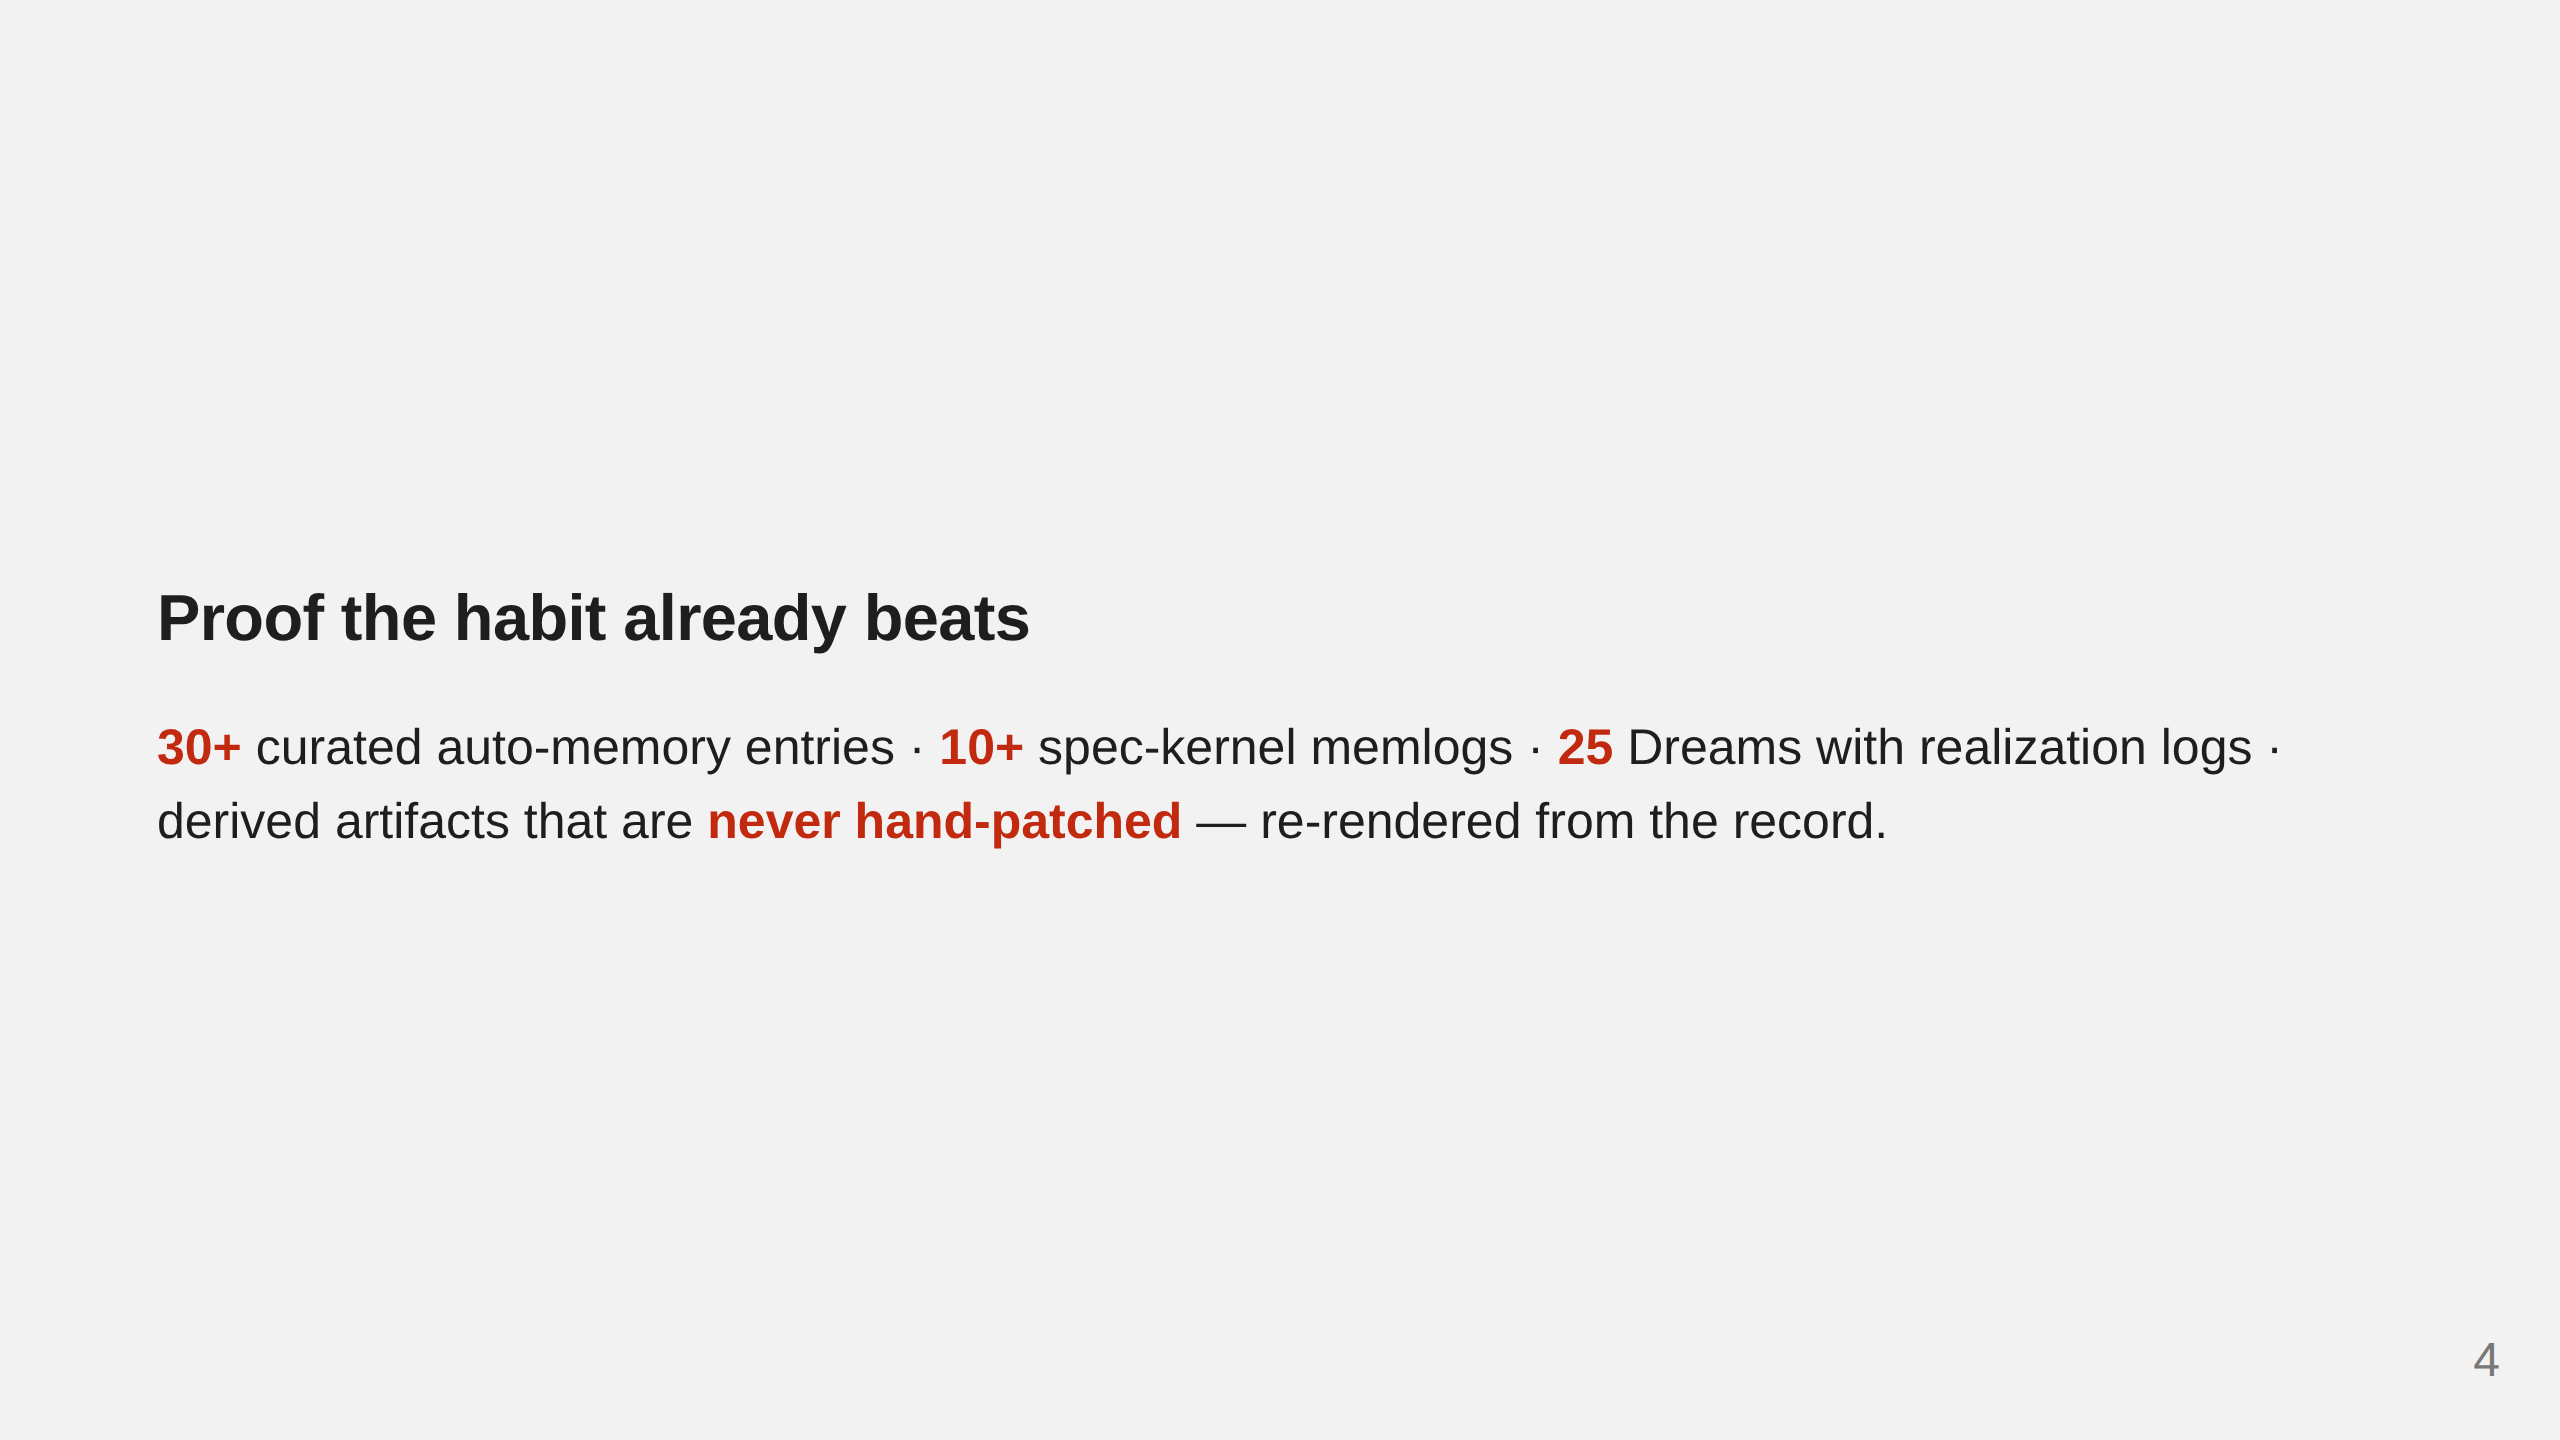 Proof the habit already beats
30+ curated auto-memory entries · 10+ spec-kernel memlogs · 25 Dreams with realization logs ·
derived artifacts that are never hand-patched — re-rendered from the record.
4